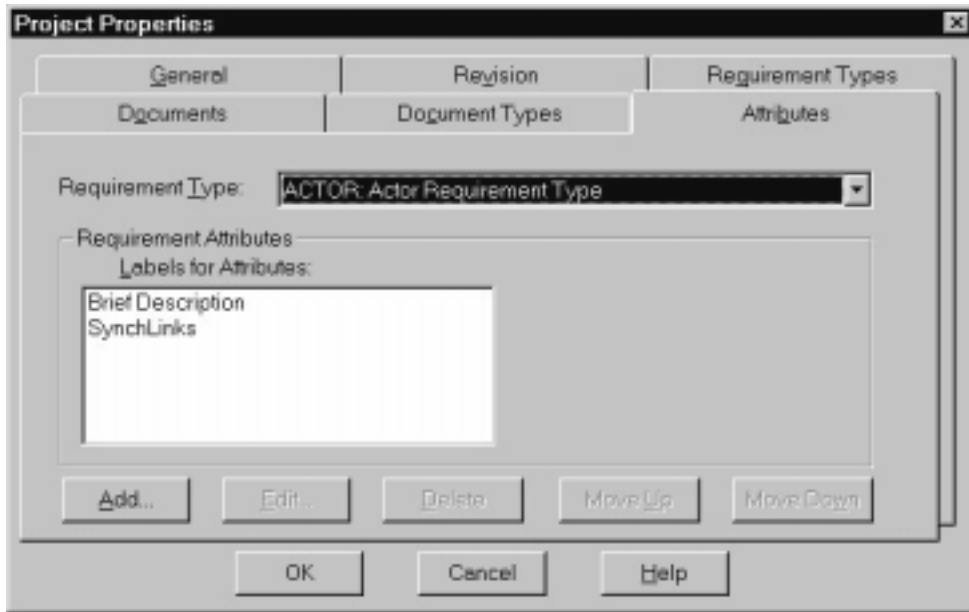 Project Properties
General Revision Requirement Types
Documents Document Types Attributes
Requirement Type: ACTOR: Actor Requirement Type
Requirement Attributes
Labels for Attributes:
Brief Description
SynchLinks
Add... Edit... Delete Move Up Move Down
OK Cancel Help